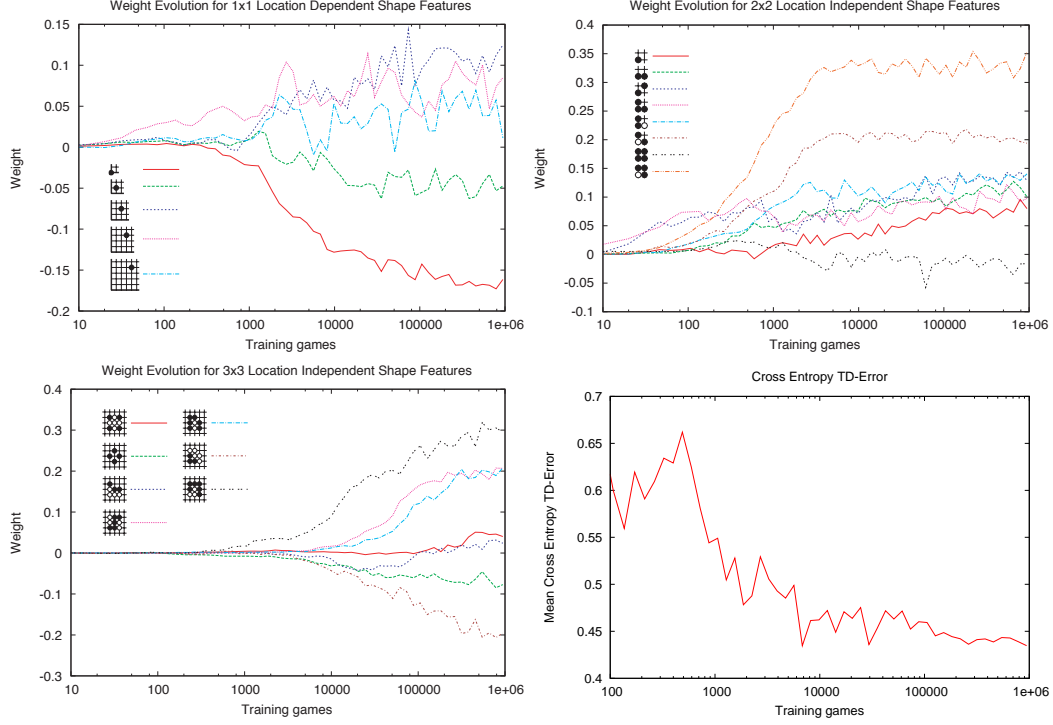 Weight Evolution for 1x1 Location Dependent Shape Features
Weight
0.15
0.1
0.05
0
-0.05
-0.1
-0.15
-0.2
10 100 1000 10000 100000 1e+06
Training games
Weight Evolution for 2x2 Location Independent Shape Features
Weight
0.4
0.35
0.3
0.25
0.2
0.15
0.1
0.05
0
-0.05
-0.1
10 100 1000 10000 100000 1e+06
Training games
Weight Evolution for 3x3 Location Independent Shape Features
Weight
0.4
0.3
0.2
0.1
0
-0.1
-0.2
-0.3
10 100 1000 10000 100000 1e+06
Training games
Cross Entropy TD-Error
Mean Cross Entropy TD-Error
0.7
0.65
0.6
0.55
0.5
0.45
0.4
100 1000 10000 100000 1e+06
Training games